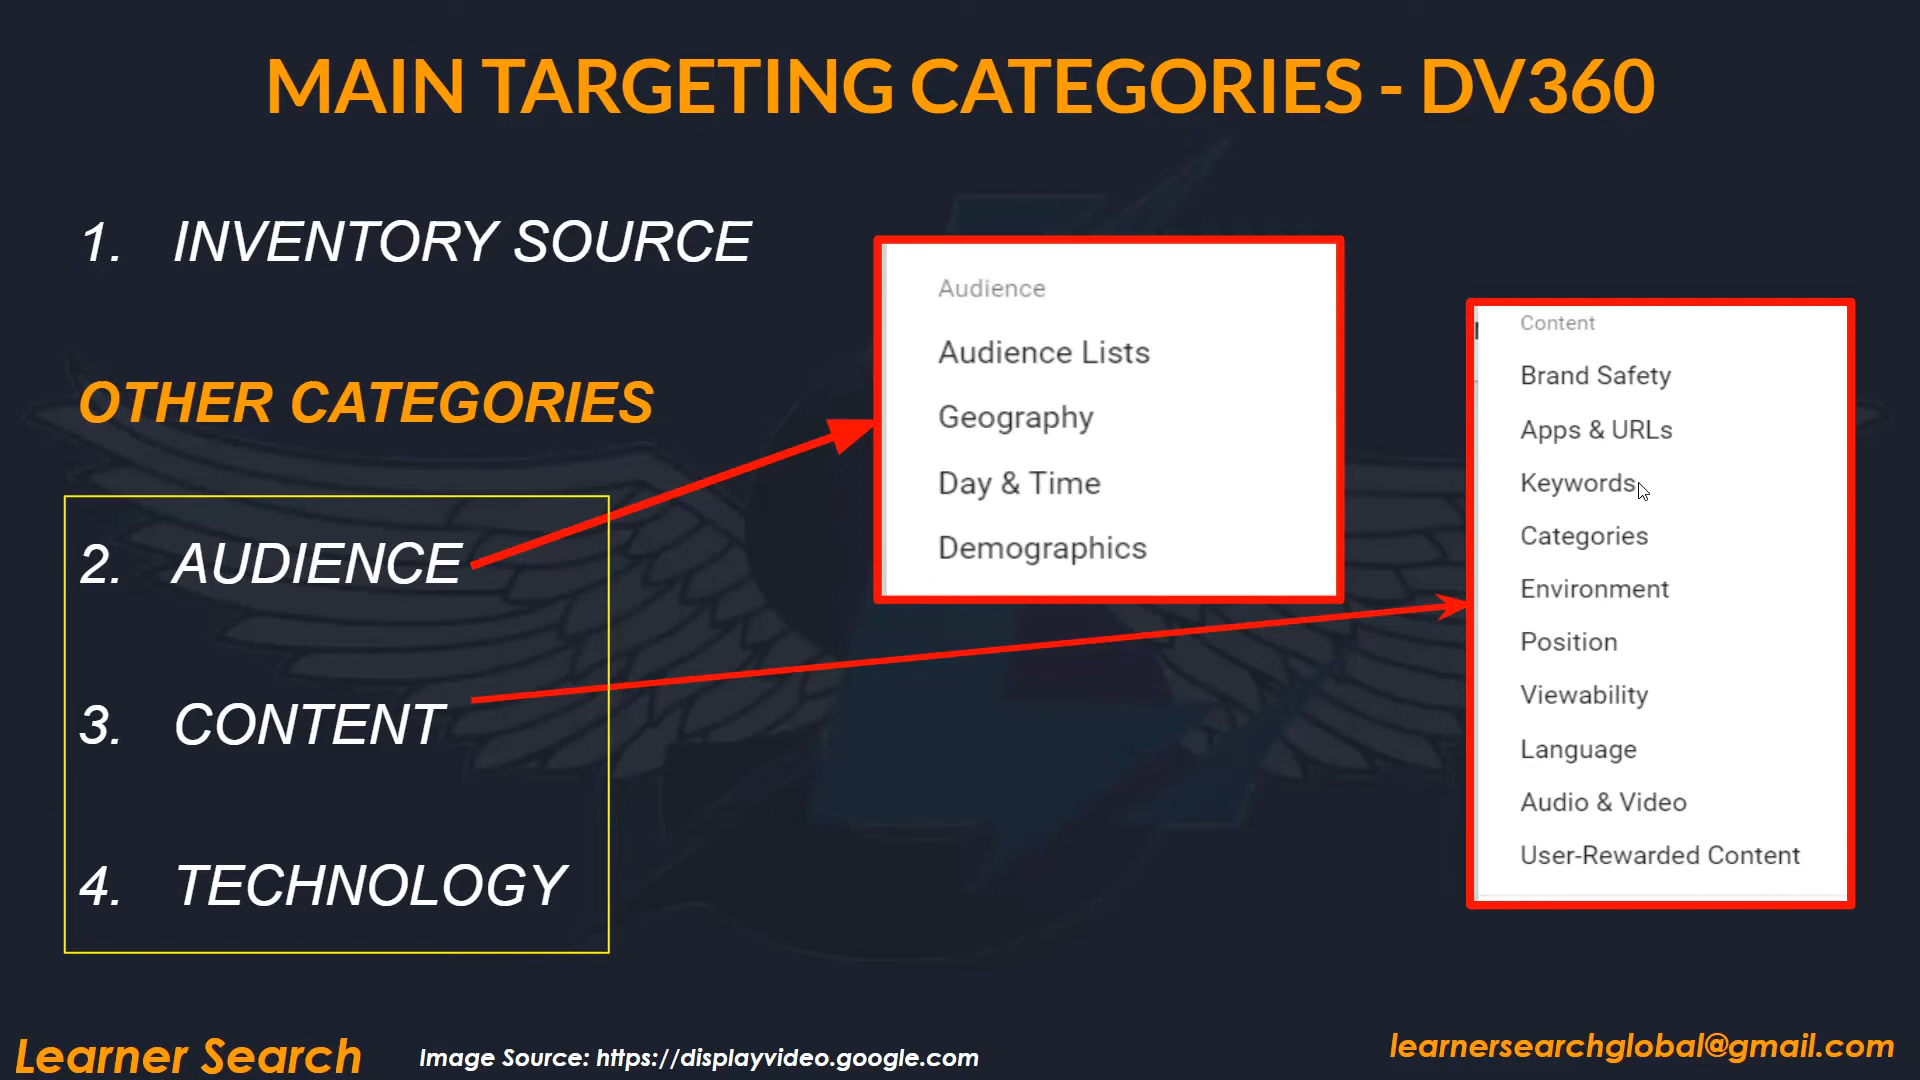 MAIN TARGETING CATEGORIES - DV360
1. INVENTORY SOURCE
OTHER CATEGORIES
2. AUDIENCE
3. CONTENT
4. TECHNOLOGY
Audience
Audience Lists
Geography
Day & Time
Demographics
Content
Brand Safety
Apps & URLs
Keywords
Categories
Environment
Position
Viewability
Language
Audio & Video
User-Rewarded Content
Learner Search
Image Source: https://displayvideo.google.com
learnersearchglobal@gmail.com